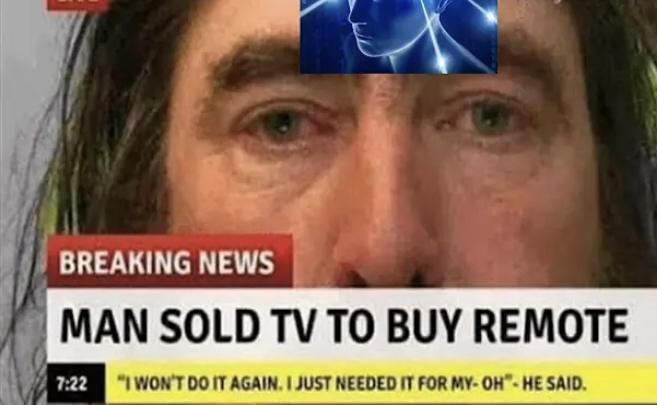 BREAKING NEWS
MAN SOLD TV TO BUY REMOTE
7:22 "I WON'T DO IT AGAIN. I JUST NEEDED IT FOR MY- OH"- HE SAID.